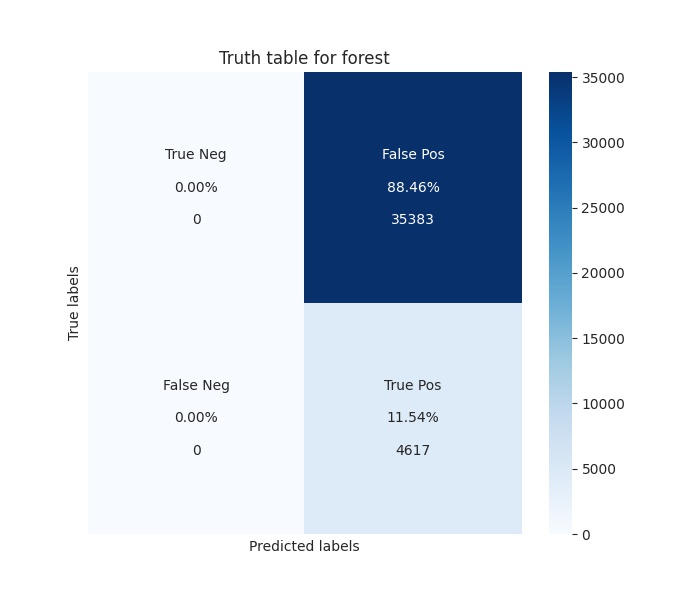 Truth table for forest
True Neg
0.00%
0
False Pos
88.46%
35383
False Neg
0.00%
0
True Pos
11.54%
4617
True labels
Predicted labels
35000
30000
25000
20000
15000
10000
5000
0